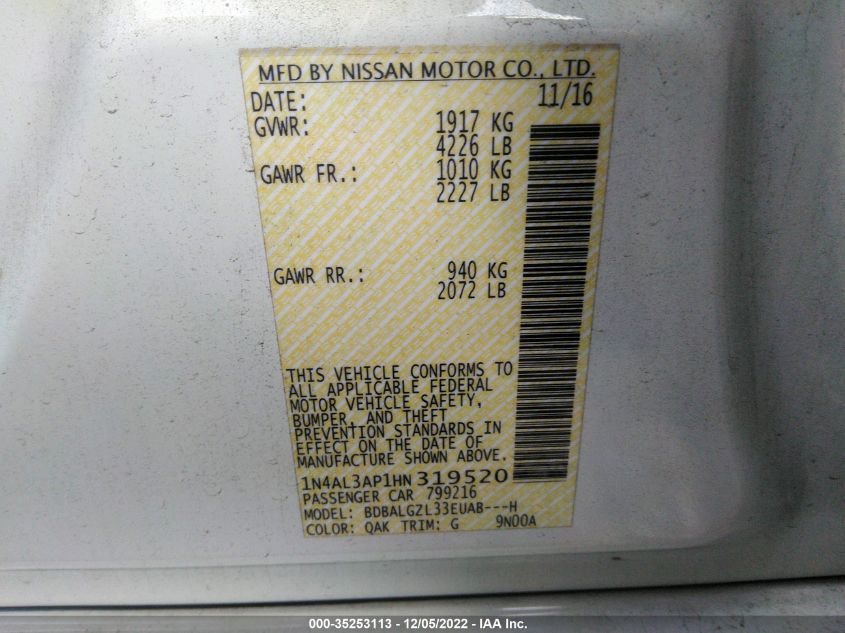 MFD BY NISSAN MOTOR CO., LTD.
DATE: 11/16
GVWR: 1917 KG
4226 LB
GAWR FR.: 1010 KG
2227 LB
GAWR RR.: 940 KG
2072 LB
THIS VEHICLE CONFORMS TO
ALL APPLICABLE FEDERAL
MOTOR VEHICLE SAFETY,
BUMPER, AND THEFT
PREVENTION STANDARDS IN
EFFECT ON THE DATE OF
MANUFACTURE SHOWN ABOVE.
1N4AL3AP1HN319520
PASSENGER CAR 799216
MODEL: BDBALGZL33EUAB---H
COLOR: QAK TRIM: G 9N00A
000-35253113 - 12/05/2022 - IAA Inc.